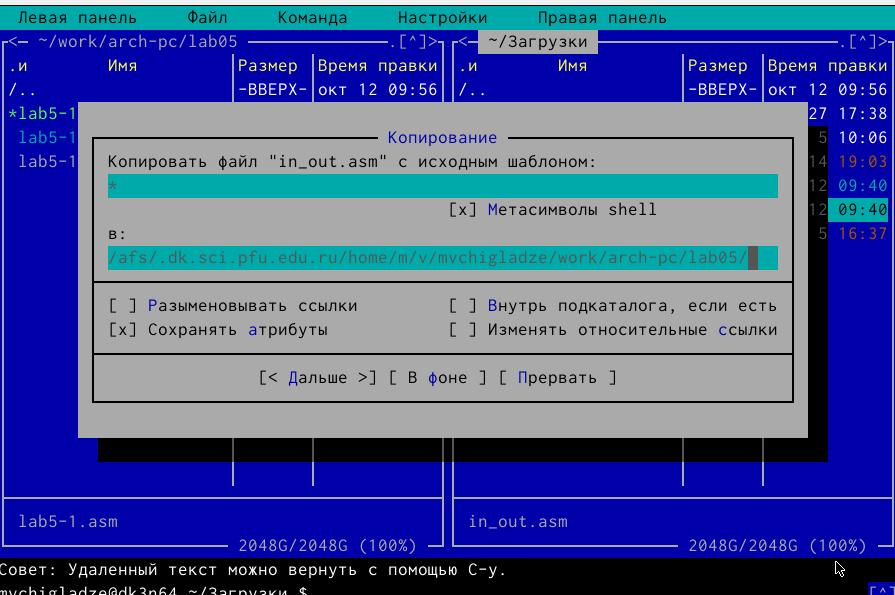 Левая панель Файл Команда Настройки Правая панель
<─ ~/work/arch-pc/lab05 .[^]> <─ ~/Загрузки .[^]>
.и Имя Размер Время правки .и Имя Размер Время правки
/.. -ВВЕРХ- окт 12 09:56 /.. -ВВЕРХ- окт 12 09:56
*lab5-1 27 17:38
lab5-1 5 10:06
lab5-1 14 19:03
12 09:40
12 09:40
5 16:37
Копирование
Копировать файл "in_out.asm" с исходным шаблоном:
*
[x] Метасимволы shell
в:
/afs/.dk.sci.pfu.edu.ru/home/m/v/mvchigladze/work/arch-pc/lab05/
[ ] Разыменовывать ссылки [ ] Внутрь подкаталога, если есть
[x] Сохранять атрибуты [ ] Изменять относительные ссылки
[< Дальше >] [ В фоне ] [ Прервать ]
lab5-1.asm in_out.asm
2048G/2048G (100%) 2048G/2048G (100%)
Совет: Удаленный текст можно вернуть с помощью C-y.
mvchigladze@dk3n64 ~/Загрузки $ [^]